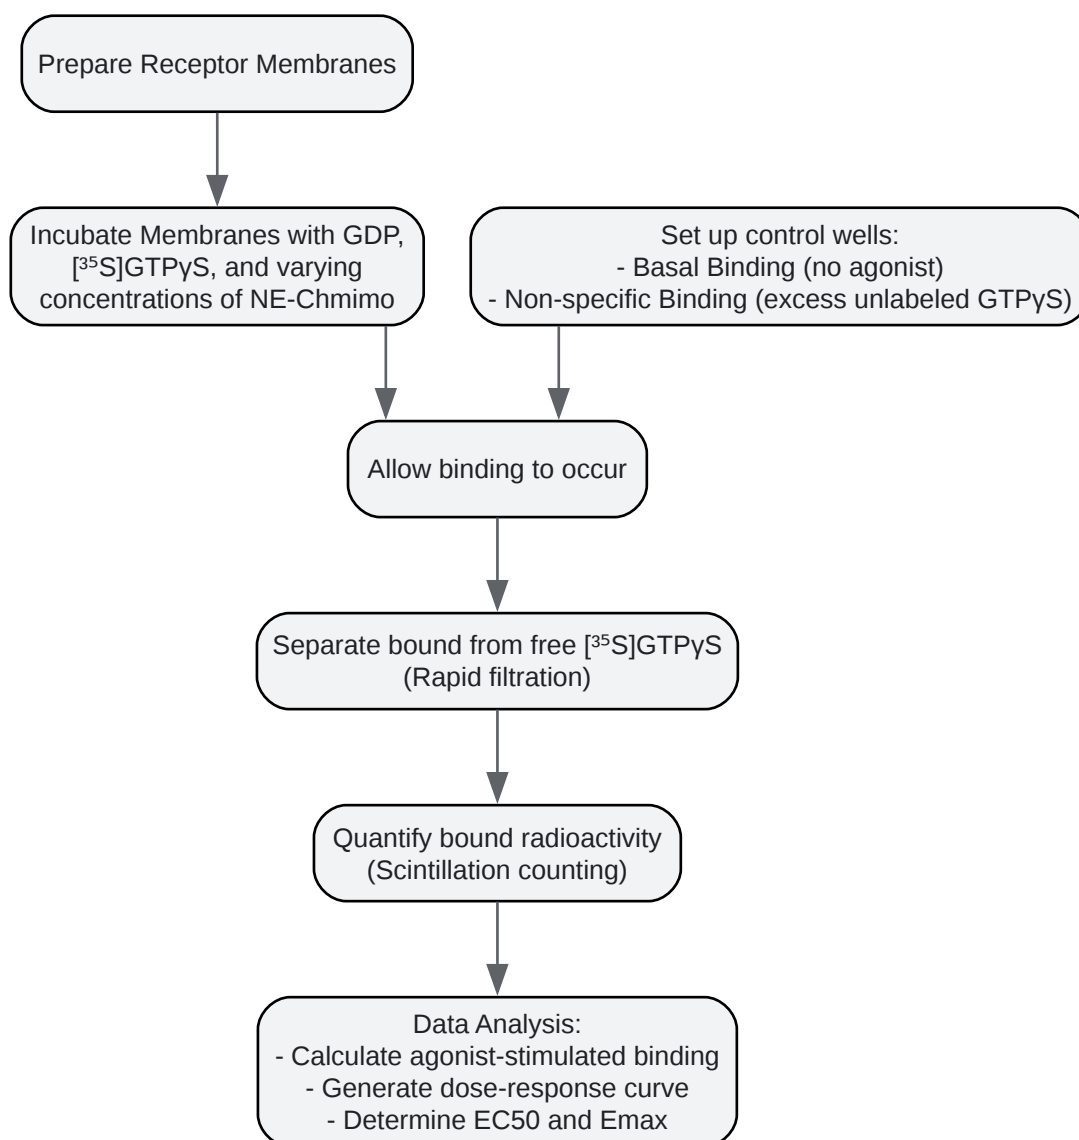 Prepare Receptor Membranes
Incubate Membranes with GDP,
[³⁵S]GTPγS, and varying
concentrations of NE-Chmimo
Set up control wells:
- Basal Binding (no agonist)
- Non-specific Binding (excess unlabeled GTPγS)
Allow binding to occur
Separate bound from free [³⁵S]GTPγS
(Rapid filtration)
Quantify bound radioactivity
(Scintillation counting)
Data Analysis:
- Calculate agonist-stimulated binding
- Generate dose-response curve
- Determine EC50 and Emax